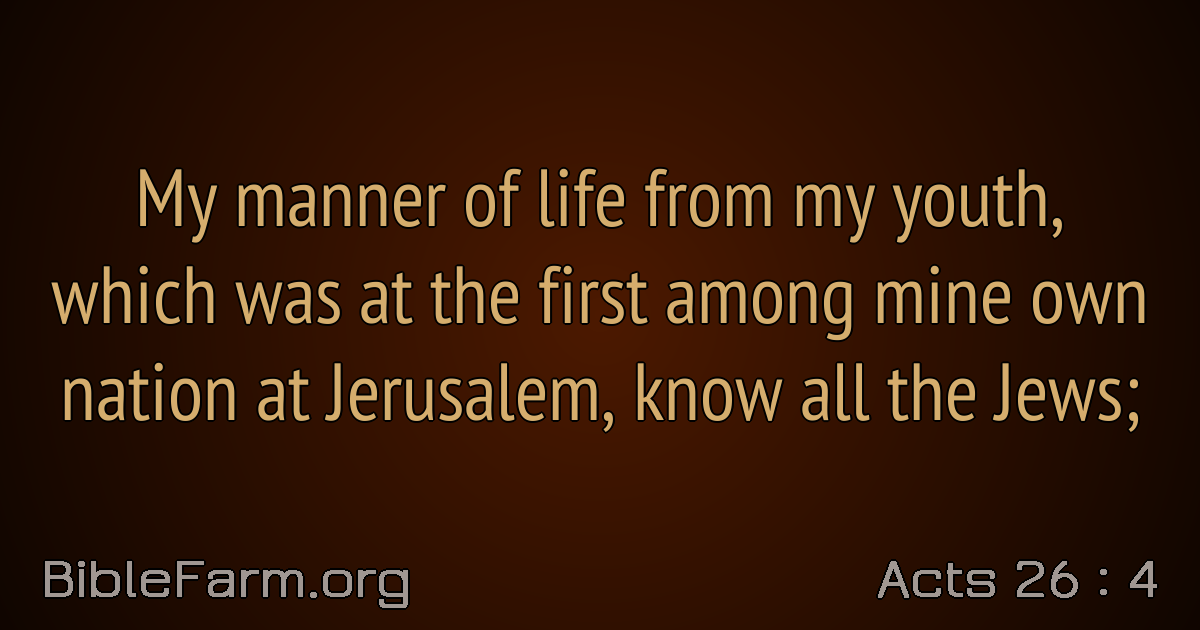 My manner of life from my youth,
which was at the first among mine own
nation at Jerusalem, know all the Jews;
BibleFarm.org
Acts 26 : 4